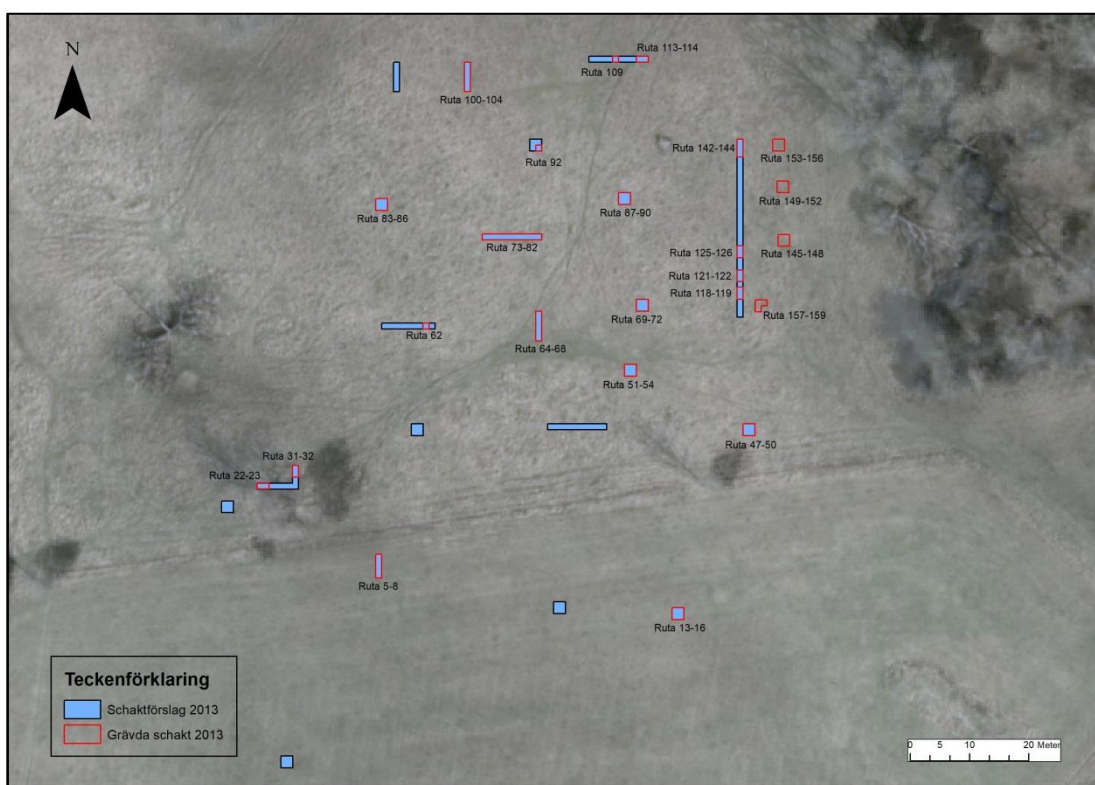 N
Ruta 113-114
Ruta 109
Ruta 100-104
Ruta 142-144
Ruta 153-156
Ruta 92
Ruta 149-152
Ruta 83-86
Ruta 87-90
Ruta 73-82
Ruta 125-126
Ruta 145-148
Ruta 121-122
Ruta 118-119
Ruta 69-72
Ruta 157-159
Ruta 62
Ruta 64-68
Ruta 51-54
Ruta 47-50
Ruta 31-32
Ruta 22-23
Ruta 5-8
Ruta 13-16
Teckenförklaring
Schaktförslag 2013
Grävda schakt 2013
0 5 10 20 Meter